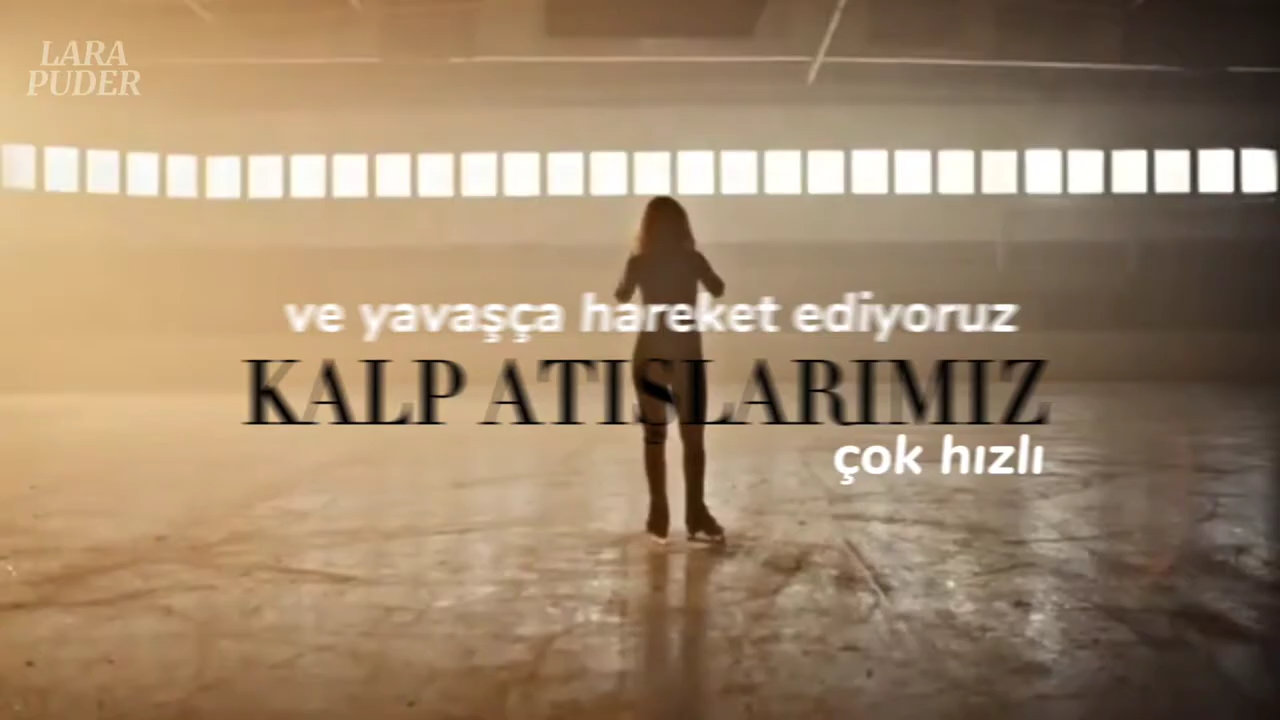 LARA
PUDER
ve yavaşça hareket ediyoruz
KALP ATIŞLARIMIZ
çok hızlı